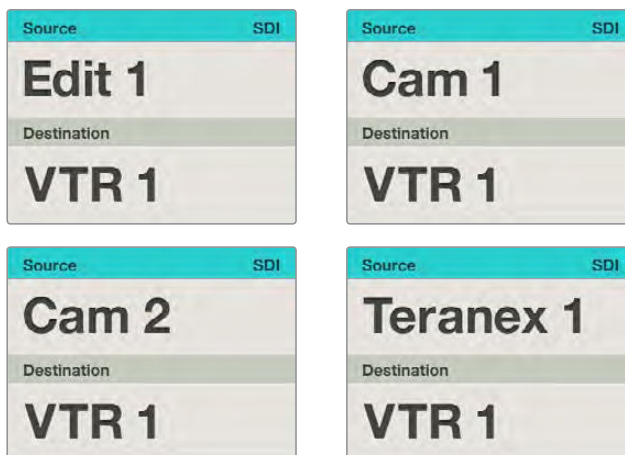 Source SDI
Edit 1
Destination
VTR 1
Source SDI
Cam 1
Destination
VTR 1
Source SDI
Cam 2
Destination
VTR 1
Source SDI
Teranex 1
Destination
VTR 1